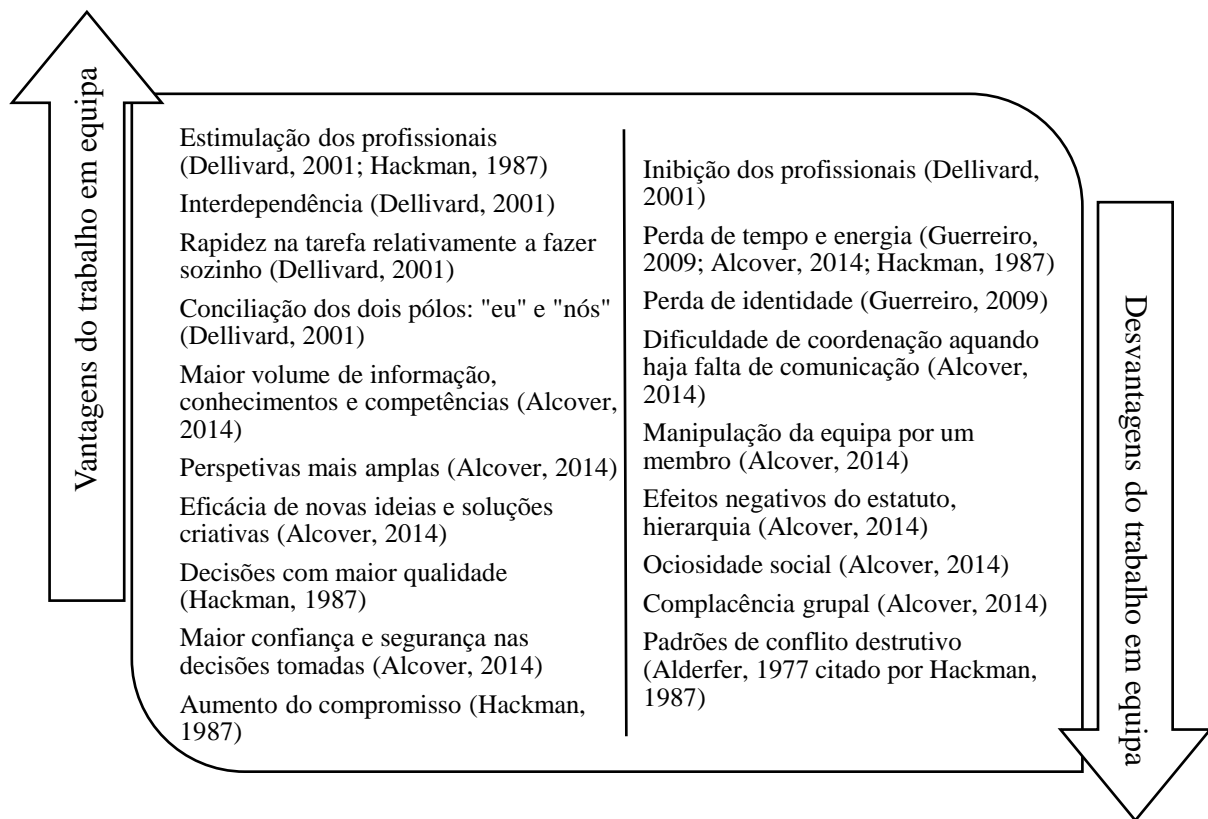 Vantagens do trabalho em equipa
Estimulação dos profissionais
(Dellivard, 2001; Hackman, 1987)
Interdependência (Dellivard, 2001)
Rapidez na tarefa relativamente a fazer
sozinho (Dellivard, 2001)
Conciliação dos dois pólos: "eu" e "nós"
(Dellivard, 2001)
Maior volume de informação,
conhecimentos e competências (Alcover,
2014)
Perspetivas mais amplas (Alcover, 2014)
Eficácia de novas ideias e soluções
criativas (Alcover, 2014)
Decisões com maior qualidade
(Hackman, 1987)
Maior confiança e segurança nas
decisões tomadas (Alcover, 2014)
Aumento do compromisso (Hackman,
1987)
Inibição dos profissionais (Dellivard,
2001)
Perda de tempo e energia (Guerreiro,
2009; Alcover, 2014; Hackman, 1987)
Perda de identidade (Guerreiro, 2009)
Dificuldade de coordenação aquando
haja falta de comunicação (Alcover,
2014)
Manipulação da equipa por um
membro (Alcover, 2014)
Efeitos negativos do estatuto,
hierarquia (Alcover, 2014)
Ociosidade social (Alcover, 2014)
Complacência grupal (Alcover, 2014)
Padrões de conflito destrutivo
(Alderfer, 1977 citado por Hackman,
1987)
Desvantagens do trabalho em equipa